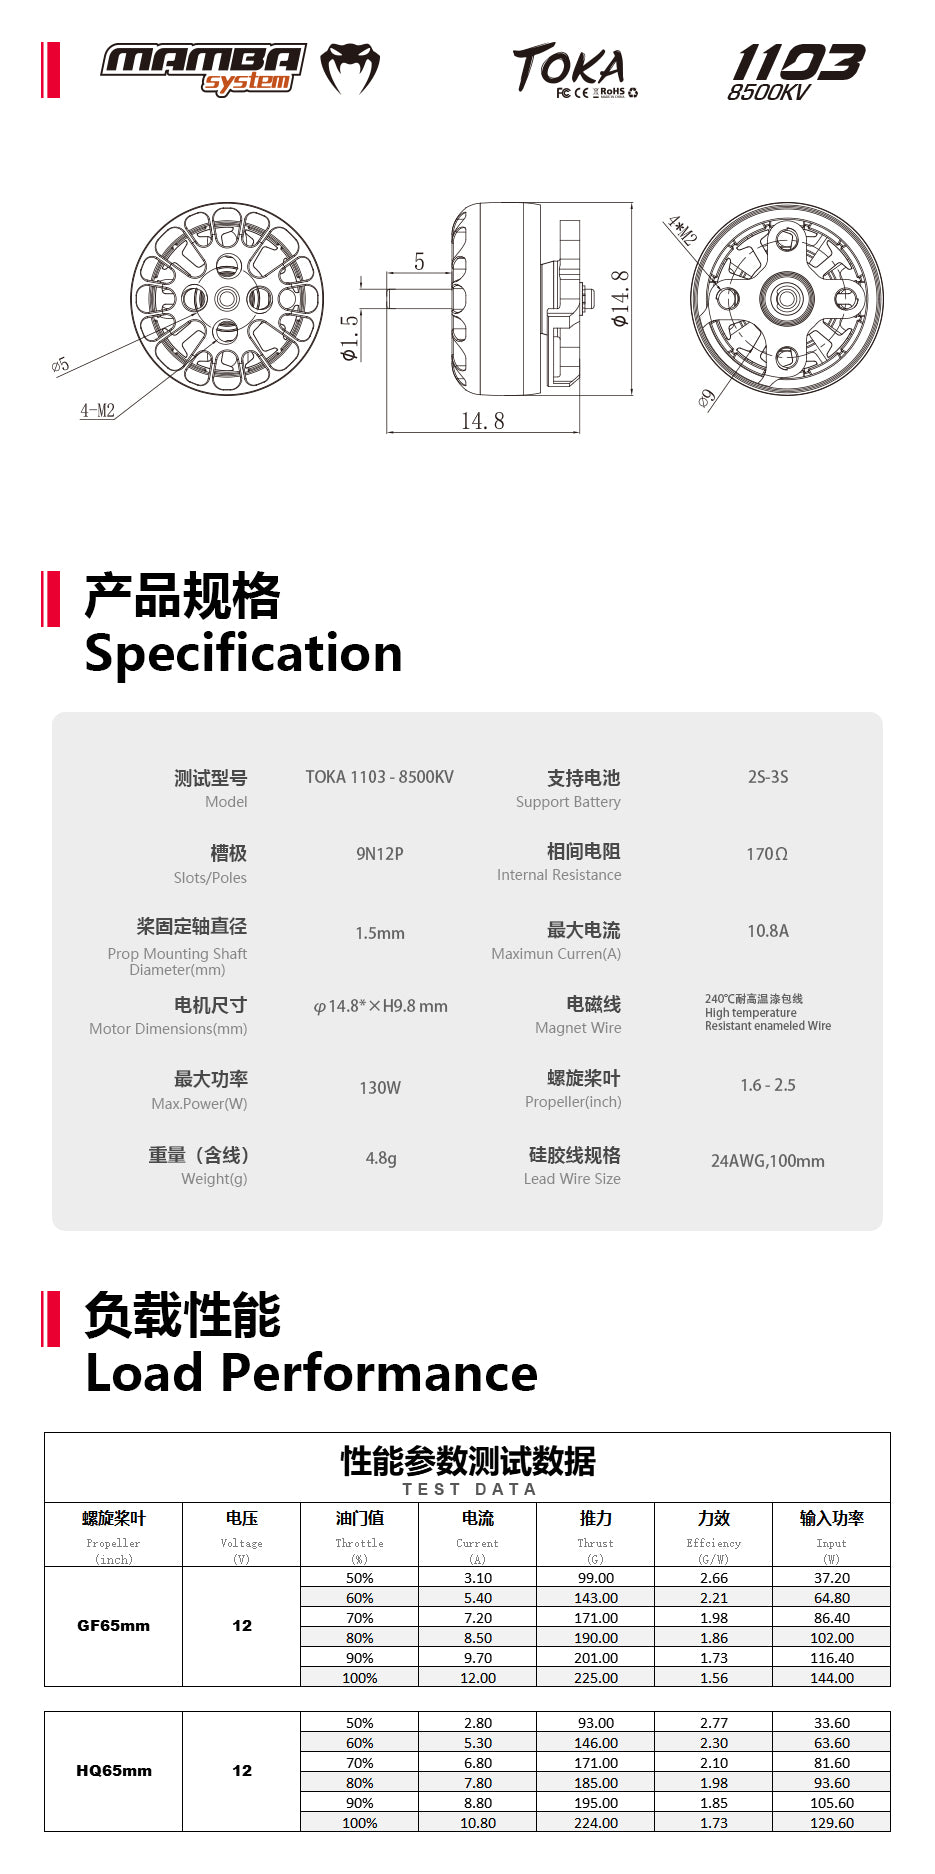 MAMBA
system
TOKA
FC CE RoHS
1103
8500KV
5
φ1.5
φ14.8
14.8
ø5
4-M2
4*M2
ø9
产品规格
Specification
测试型号 TOKA 1103 - 8500KV 支持电池 2S-3S
Model Support Battery
槽极 9N12P 相间电阻 170Ω
Slots/Poles Internal Resistance
桨固定轴直径 1.5mm 最大电流 10.8A
Prop Mounting Shaft Maximun Curren(A)
Diameter(mm)
电机尺寸 φ14.8*×H9.8 mm 电磁线 240℃耐高温漆包线
Motor Dimensions(mm) Magnet Wire High temperature
Resistant enameled Wire
最大功率 130W 螺旋桨叶 1.6 - 2.5
Max.Power(W) Propeller(inch)
重量（含线） 4.8g 硅胶线规格 24AWG,100mm
Weight(g) Lead Wire Size
负载性能
Load Performance
性能参数测试数据
TEST DATA
螺旋桨叶 电压 油门值 电流 推力 力效 输入功率
Propeller Voltage Throttle Current Thrust Effciency Input
(inch) (V) (%) (A) (G) (G/W) (W)
50% 3.10 99.00 2.66 37.20
60% 5.40 143.00 2.21 64.80
70% 7.20 171.00 1.98 86.40
GF65mm 12
80% 8.50 190.00 1.86 102.00
90% 9.70 201.00 1.73 116.40
100% 12.00 225.00 1.56 144.00
50% 2.80 93.00 2.77 33.60
60% 5.30 146.00 2.30 63.60
70% 6.80 171.00 2.10 81.60
HQ65mm 12
80% 7.80 185.00 1.98 93.60
90% 8.80 195.00 1.85 105.60
100% 10.80 224.00 1.73 129.60